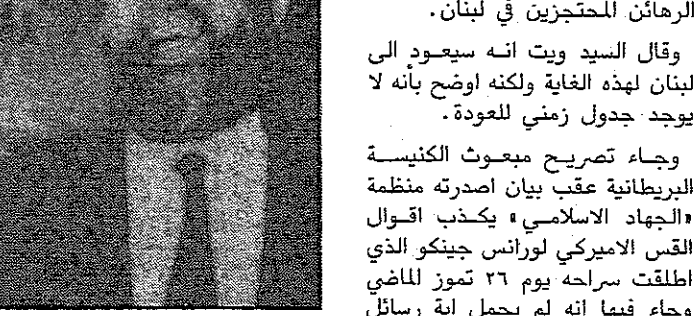 الرهائن المحتجزين في لبنان.
وقال السيد ويت انه سيعود الى
لبنان لهذه الغاية ولكنه اوضح بأنه لا
يوجد جدول زمني للعودة.
وجاء تصريح مبعوث الكنيسة
البريطانية عقب بيان اصدرته منظمة
«الجهاد الاسلامي» يكذب اقوال
القس الاميركي لورانس جينكو الذي
اطلقت سراحه يوم ٢٦ تموز الماضي
وجاء فيها انه لم يحمل اية رسائل